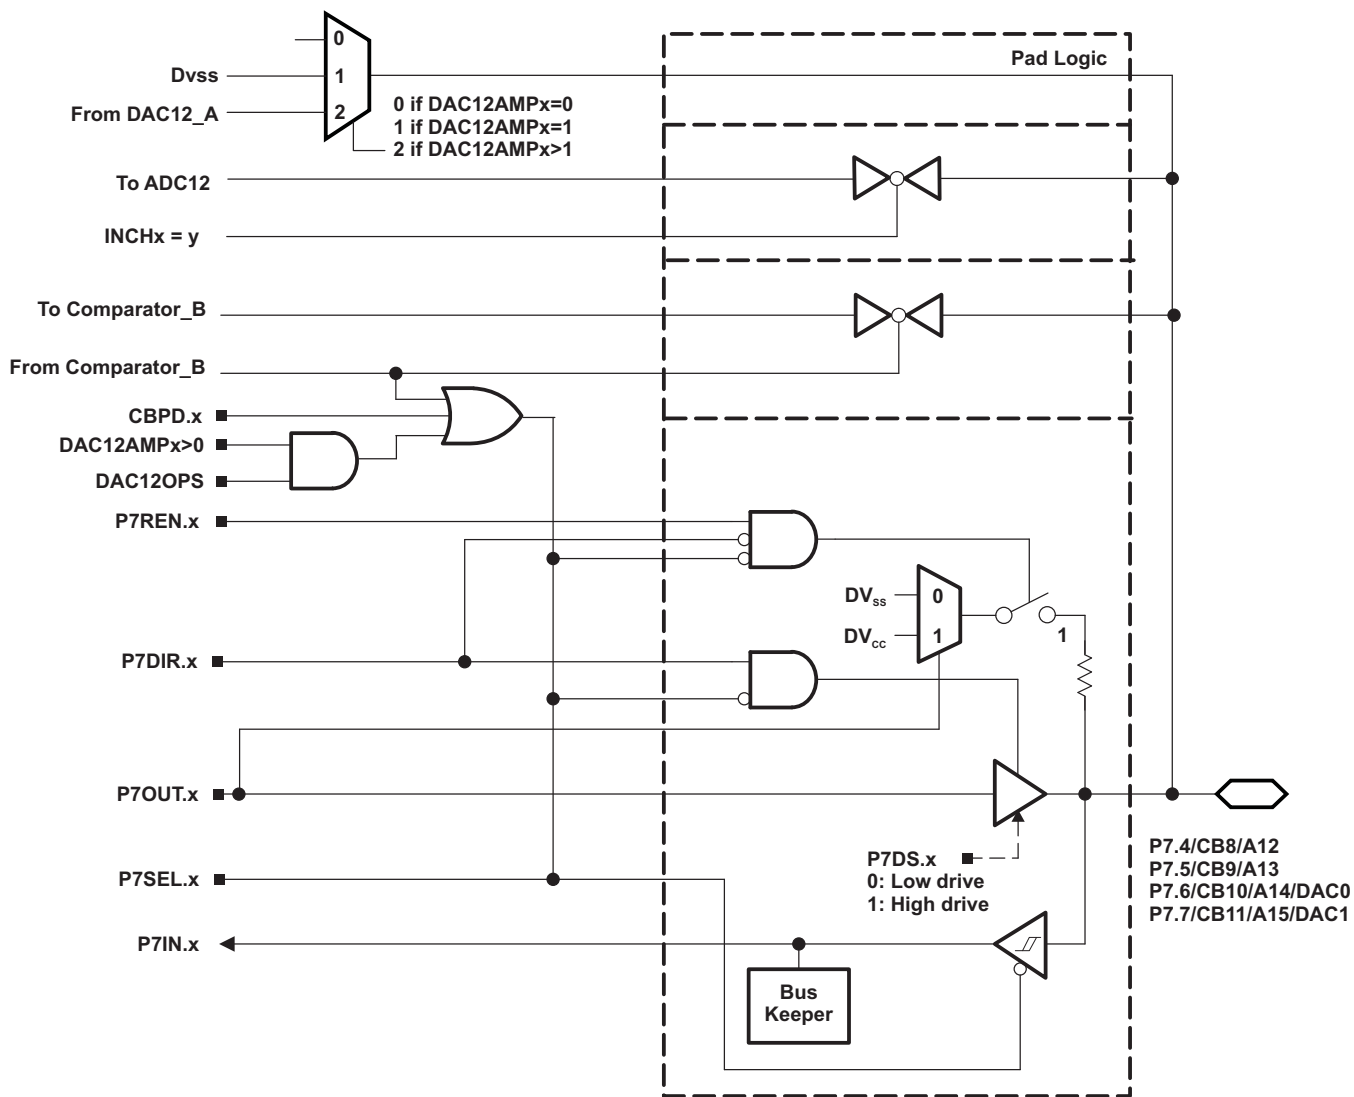 0
Pad Logic
Dvss
1
From DAC12_A
2
0 if DAC12AMPx=0
1 if DAC12AMPx=1
2 if DAC12AMPx>1
To ADC12
INCHx = y
To Comparator_B
From Comparator_B
CBPD.x
DAC12AMPx>0
DAC12OPS
P7REN.x
DVss
0
DVcc
1
1
P7DIR.x
P7OUT.x
P7DS.x
0: Low drive
1: High drive
P7.4/CB8/A12
P7.5/CB9/A13
P7.6/CB10/A14/DAC0
P7.7/CB11/A15/DAC1
P7SEL.x
P7IN.x
Bus
Keeper